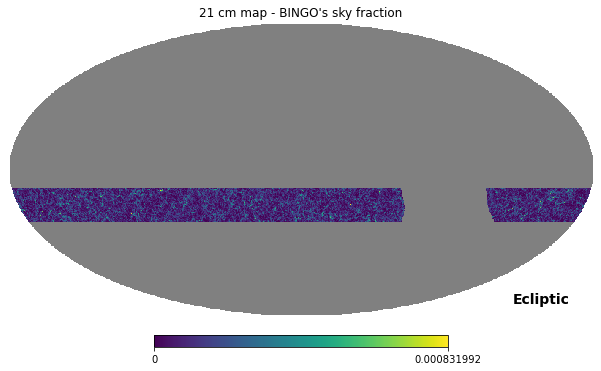 21 cm map - BINGO's sky fraction
Ecliptic
0
0.000831992